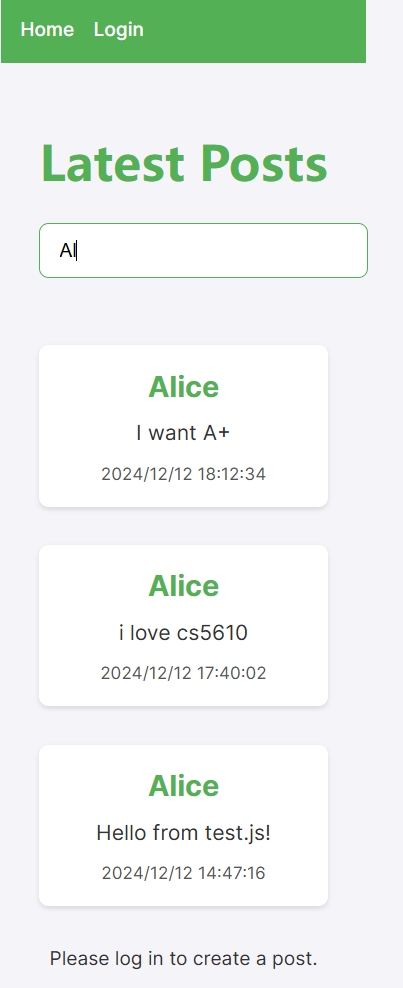 Home Login
Latest Posts
Al
Alice
I want A+
2024/12/12 18:12:34
Alice
i love cs5610
2024/12/12 17:40:02
Alice
Hello from test.js!
2024/12/12 14:47:16
Please log in to create a post.